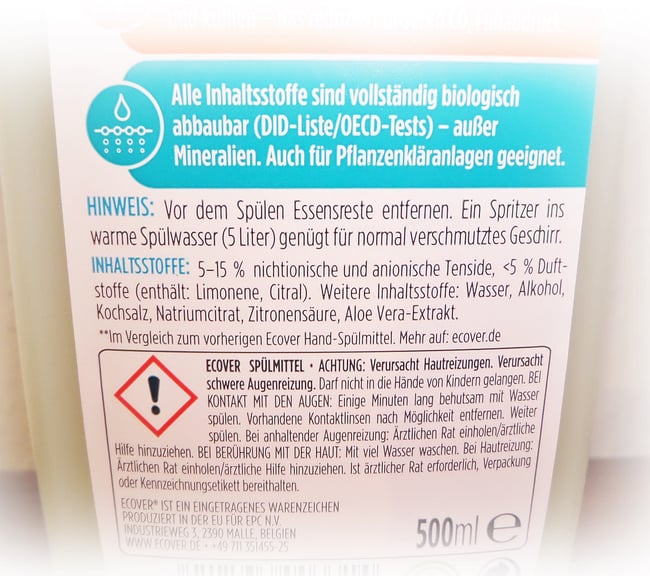 Alle Inhaltsstoffe sind vollständig biologisch
abbaubar (DID-Liste/OECD-Tests) – außer
Mineralien. Auch für Pflanzenkläranlagen geeignet.
HINWEIS: Vor dem Spülen Essensreste entfernen. Ein Spritzer ins
warme Spülwasser (5 Liter) genügt für normal verschmutztes Geschirr.
INHALTSSTOFFE: 5–15 % nichtionische und anionische Tenside, <5 % Duft-
stoffe (enthält: Limonene, Citral). Weitere Inhaltsstoffe: Wasser, Alkohol,
Kochsalz, Natriumcitrat, Zitronensäure, Aloe Vera-Extrakt.
**Im Vergleich zum vorherigen Ecover Hand-Spülmittel. Mehr auf: ecover.de
ECOVER SPÜLMITTEL • ACHTUNG: Verursacht Hautreizungen. Verursacht
schwere Augenreizung. Darf nicht in die Hände von Kindern gelangen. BEI
KONTAKT MIT DEN AUGEN: Einige Minuten lang behutsam mit Wasser
spülen. Vorhandene Kontaktlinsen nach Möglichkeit entfernen. Weiter
spülen. Bei anhaltender Augenreizung: Ärztlichen Rat einholen/ärztliche
Hilfe hinzuziehen. BEI BERÜHRUNG MIT DER HAUT: Mit viel Wasser waschen. Bei Hautreizung:
Ärztlichen Rat einholen/ärztliche Hilfe hinzuziehen. Ist ärztlicher Rat erforderlich, Verpackung
oder Kennzeichnungsetikett bereithalten.
ECOVER® IST EIN EINGETRAGENES WARENZEICHEN
PRODUZIERT IN DER EU FÜR EPC N.V.
INDUSTRIEWEG 3, 2390 MALLE, BELGIEN
WWW.ECOVER.DE • +49 711 351455-25
500ml ℮